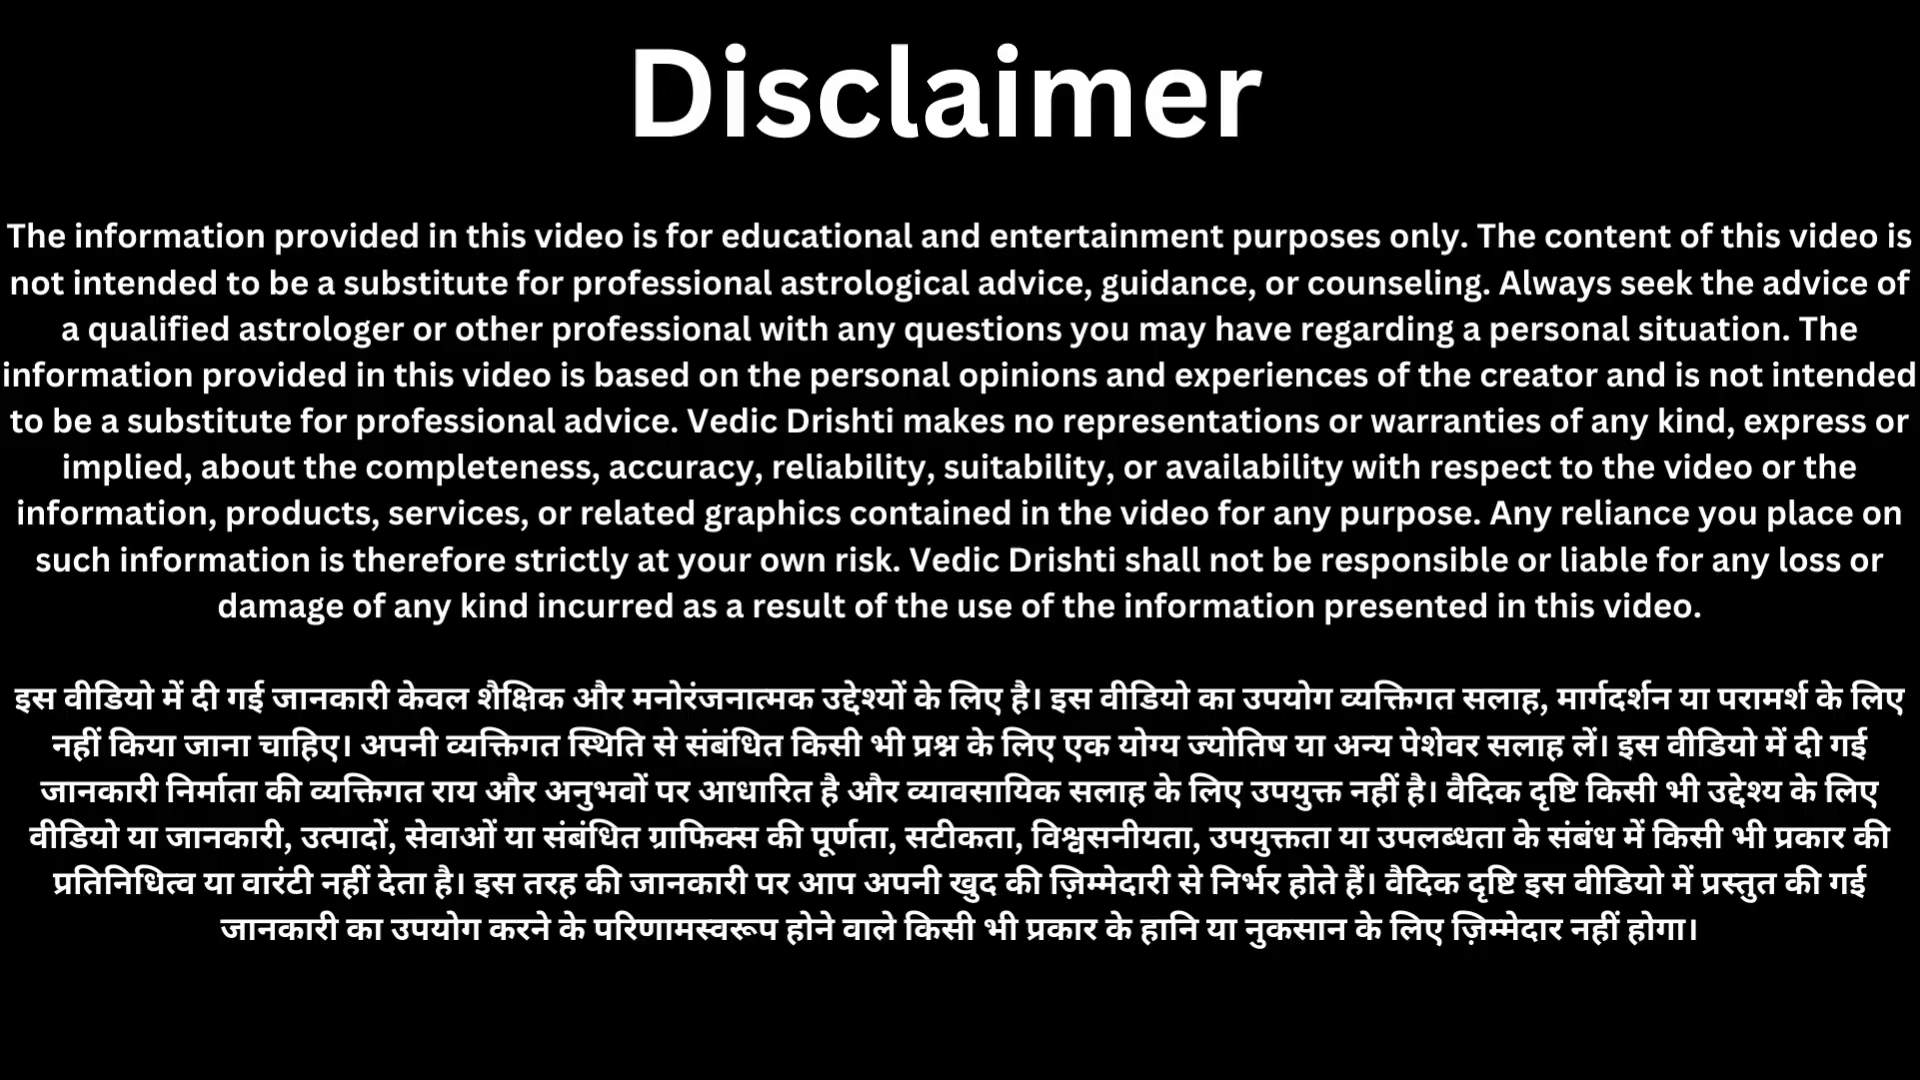 Disclaimer
The information provided in this video is for educational and entertainment purposes only. The content of this video is
not intended to be a substitute for professional astrological advice, guidance, or counseling. Always seek the advice of
a qualified astrologer or other professional with any questions you may have regarding a personal situation. The
information provided in this video is based on the personal opinions and experiences of the creator and is not intended
to be a substitute for professional advice. Vedic Drishti makes no representations or warranties of any kind, express or
implied, about the completeness, accuracy, reliability, suitability, or availability with respect to the video or the
information, products, services, or related graphics contained in the video for any purpose. Any reliance you place on
such information is therefore strictly at your own risk. Vedic Drishti shall not be responsible or liable for any loss or
damage of any kind incurred as a result of the use of the information presented in this video.
इस वीडियो में दी गई जानकारी केवल शैक्षिक और मनोरंजनात्मक उद्देश्यों के लिए है। इस वीडियो का उपयोग व्यक्तिगत सलाह, मार्गदर्शन या परामर्श के लिए
नहीं किया जाना चाहिए। अपनी व्यक्तिगत स्थिति से संबंधित किसी भी प्रश्न के लिए एक योग्य ज्योतिष या अन्य पेशेवर सलाह लें। इस वीडियो में दी गई
जानकारी निर्माता की व्यक्तिगत राय और अनुभवों पर आधारित है और व्यावसायिक सलाह के लिए उपयुक्त नहीं है। वैदिक दृष्टि किसी भी उद्देश्य के लिए
वीडियो या जानकारी, उत्पादों, सेवाओं या संबंधित ग्राफिक्स की पूर्णता, सटीकता, विश्वसनीयता, उपयुक्तता या उपलब्धता के संबंध में किसी भी प्रकार की
प्रतिनिधित्व या वारंटी नहीं देता है। इस तरह की जानकारी पर आप अपनी खुद की ज़िम्मेदारी से निर्भर होते हैं। वैदिक दृष्टि इस वीडियो में प्रस्तुत की गई
जानकारी का उपयोग करने के परिणामस्वरूप होने वाले किसी भी प्रकार के हानि या नुकसान के लिए ज़िम्मेदार नहीं होगा।